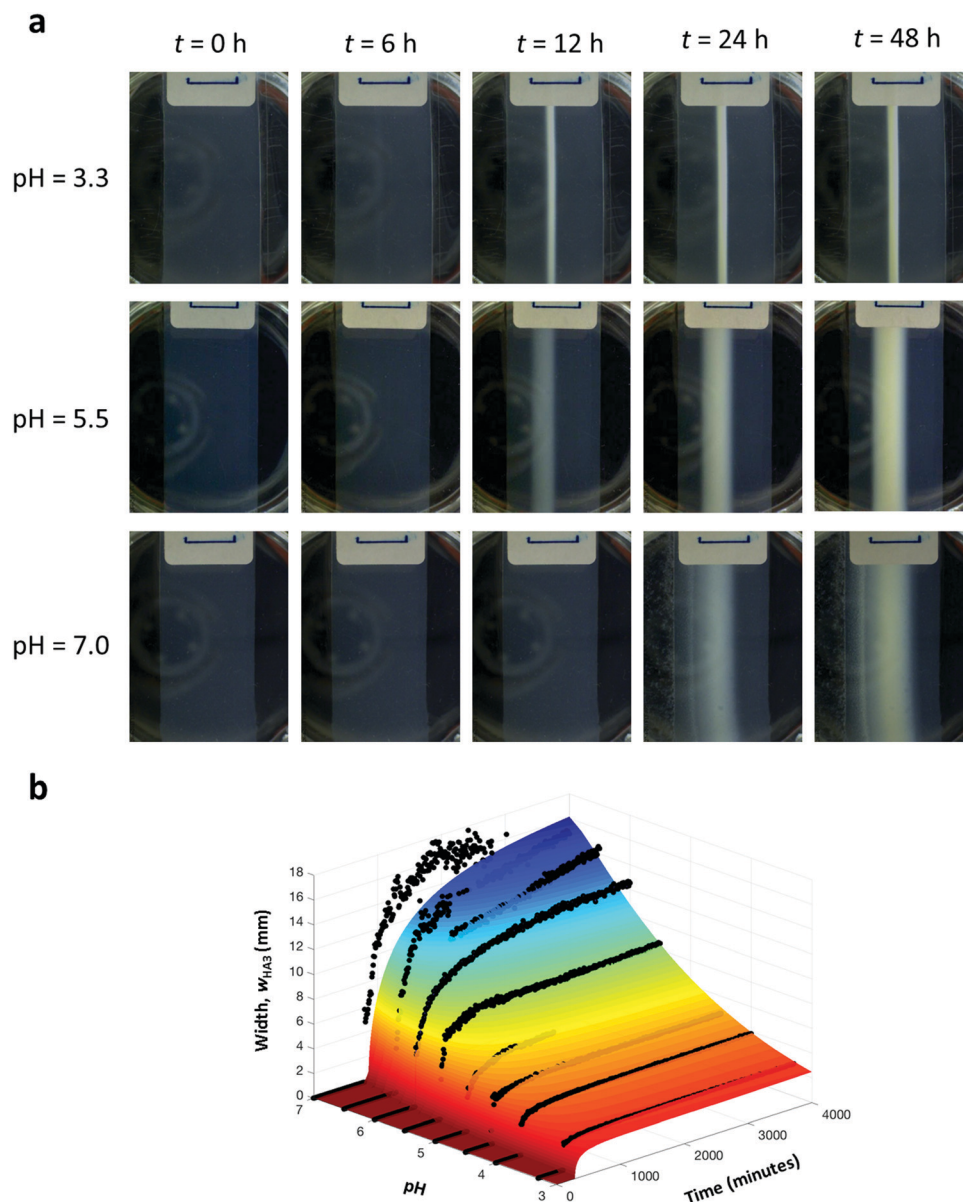 a
t = 0 h
t = 6 h
t = 12 h
t = 24 h
t = 48 h
pH = 3.3
pH = 5.5
pH = 7.0
b
Width, wHA3 (mm)
18
16
14
12
10
8
6
4
2
0
7
6
5
4
3
pH
0
1000
2000
3000
4000
Time (minutes)